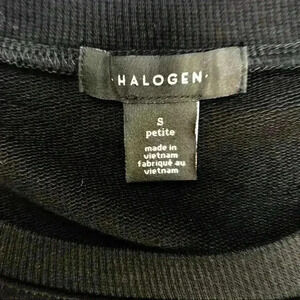 ·HALOGEN·
S
petite
made in
vietnam
fabriqué au
vietnam